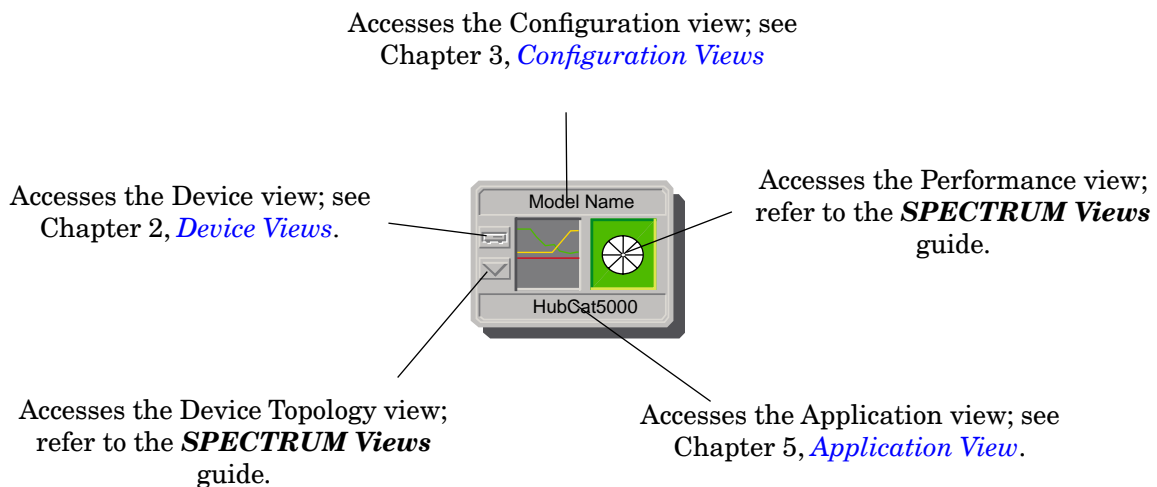 Accesses the Configuration view; see
Chapter 3, Configuration Views
Accesses the Device view; see
Chapter 2, Device Views.
Model Name
HubCat5000
Accesses the Performance view;
refer to the SPECTRUM Views
guide.
Accesses the Device Topology view;
refer to the SPECTRUM Views
guide.
Accesses the Application view; see
Chapter 5, Application View.